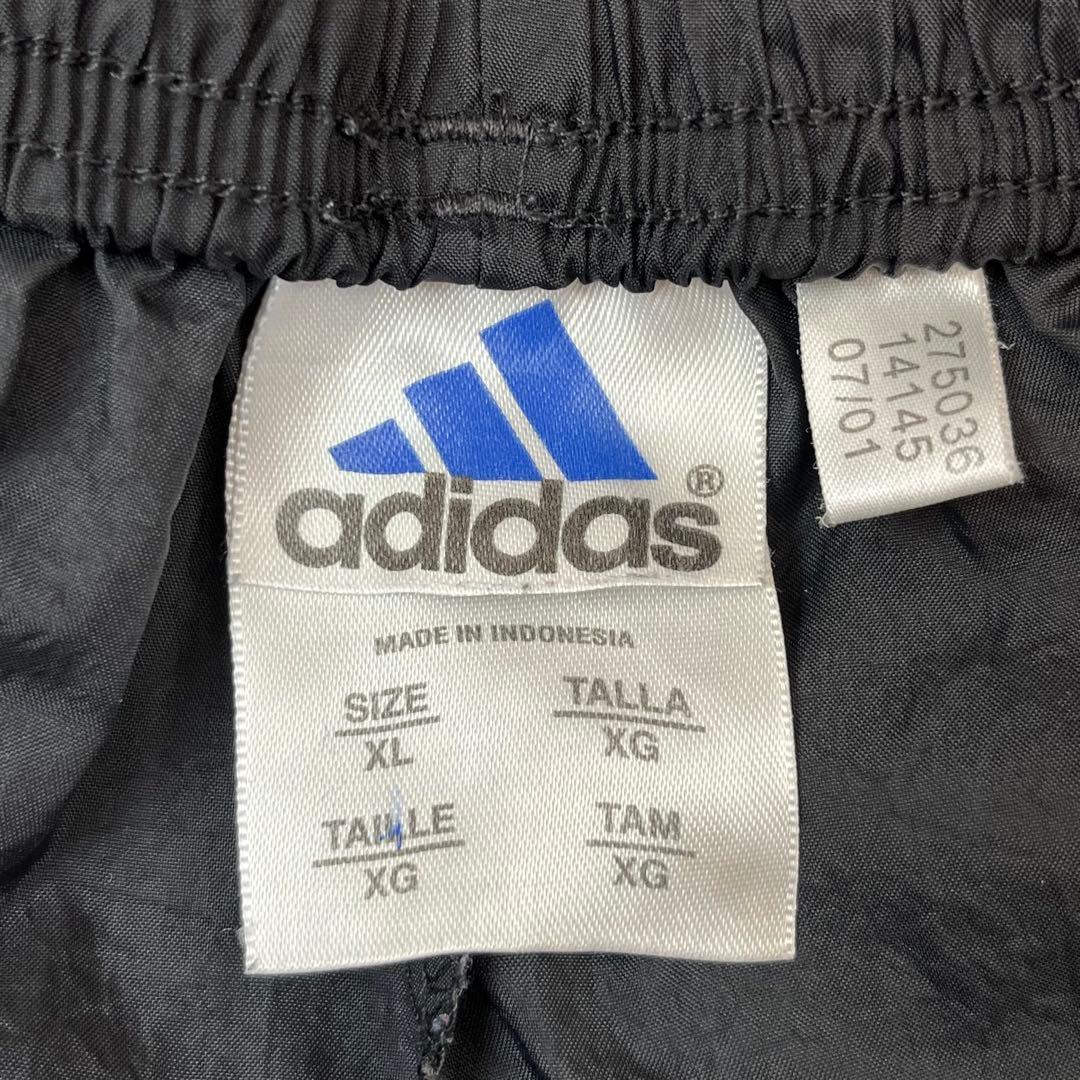 adidas®
MADE IN INDONESIA
SIZE
XL
TALLA
XG
TAILLE
XG
TAM
XG
275036
14145
07/01